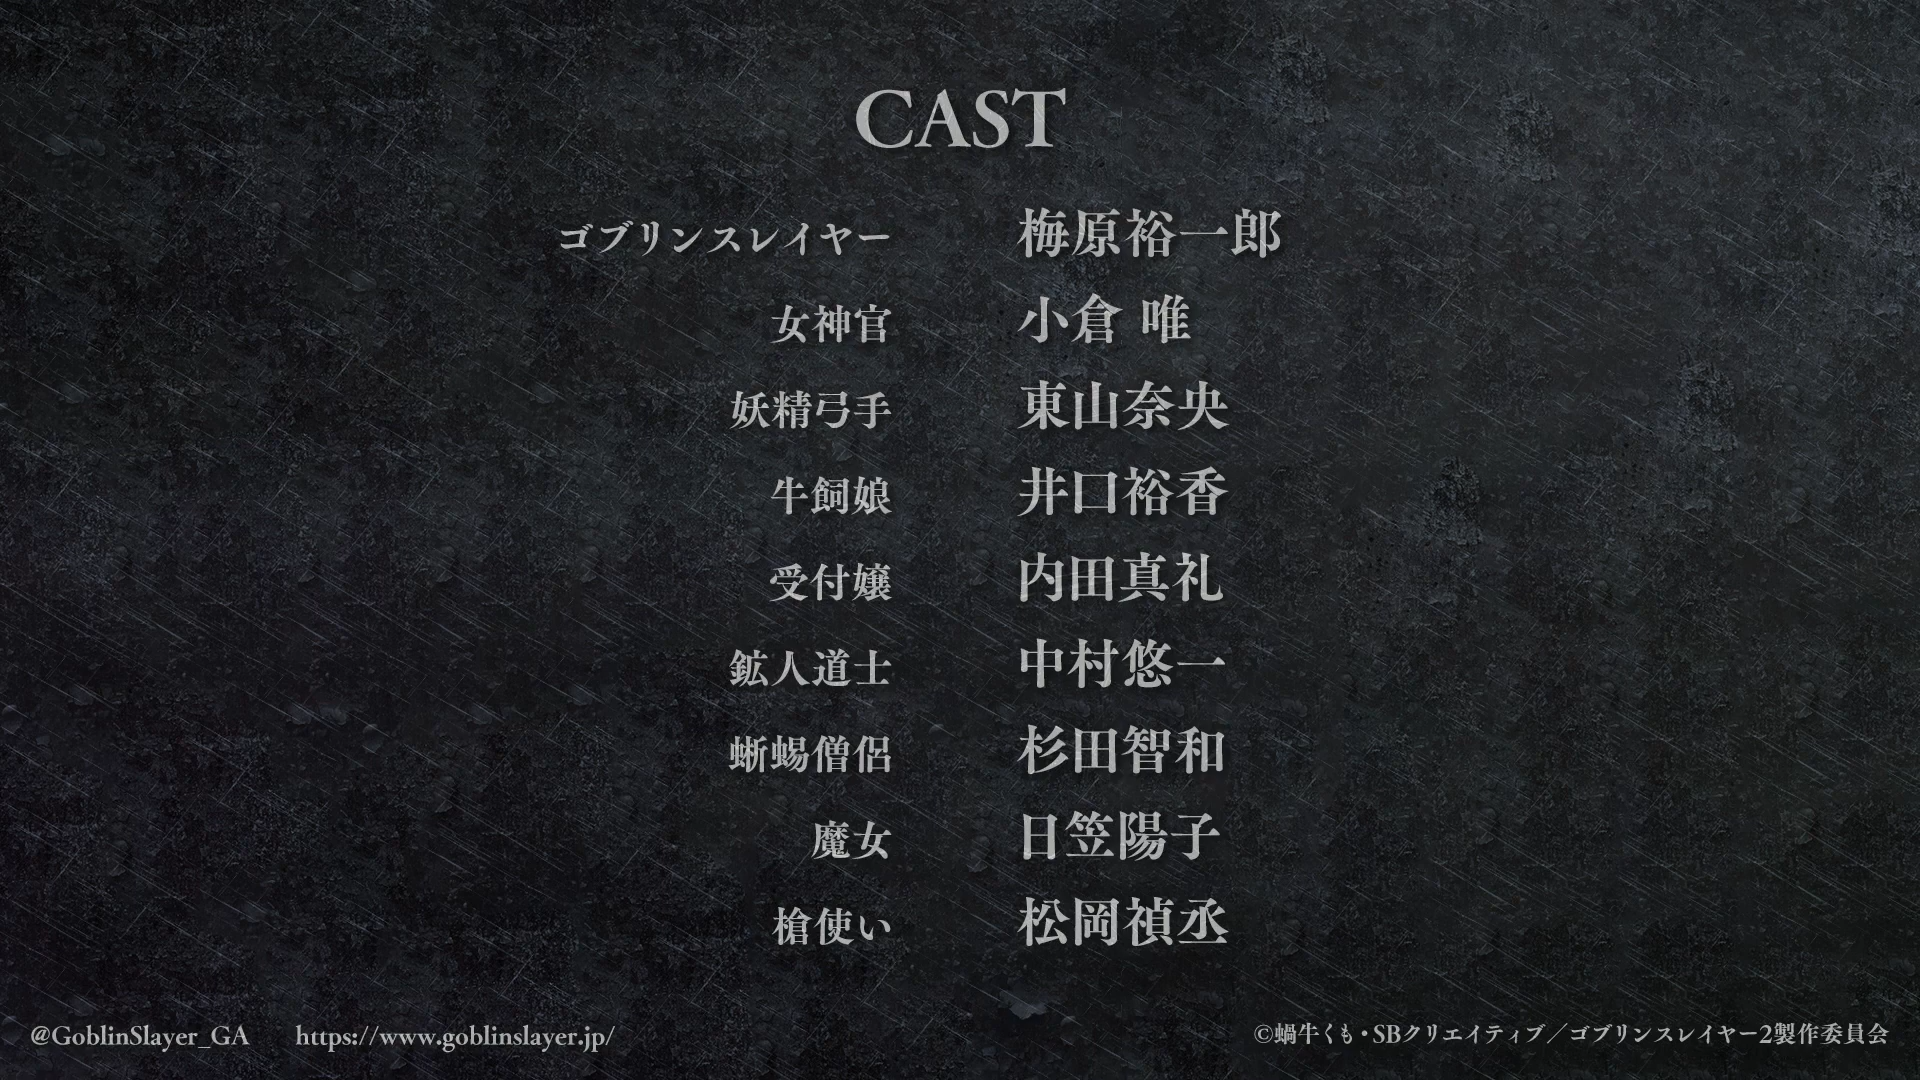 CAST
ゴブリンスレイヤー 梅原裕一郎
女神官 小倉 唯
妖精弓手 東山奈央
牛飼娘 井口裕香
受付嬢 内田真礼
鉱人道士 中村悠一
蜥蜴僧侶 杉田智和
魔女 日笠陽子
槍使い 松岡禎丞
@GoblinSlayer_GA https://www.goblinslayer.jp/ ©蝸牛くも・SBクリエイティブ／ゴブリンスレイヤー2製作委員会